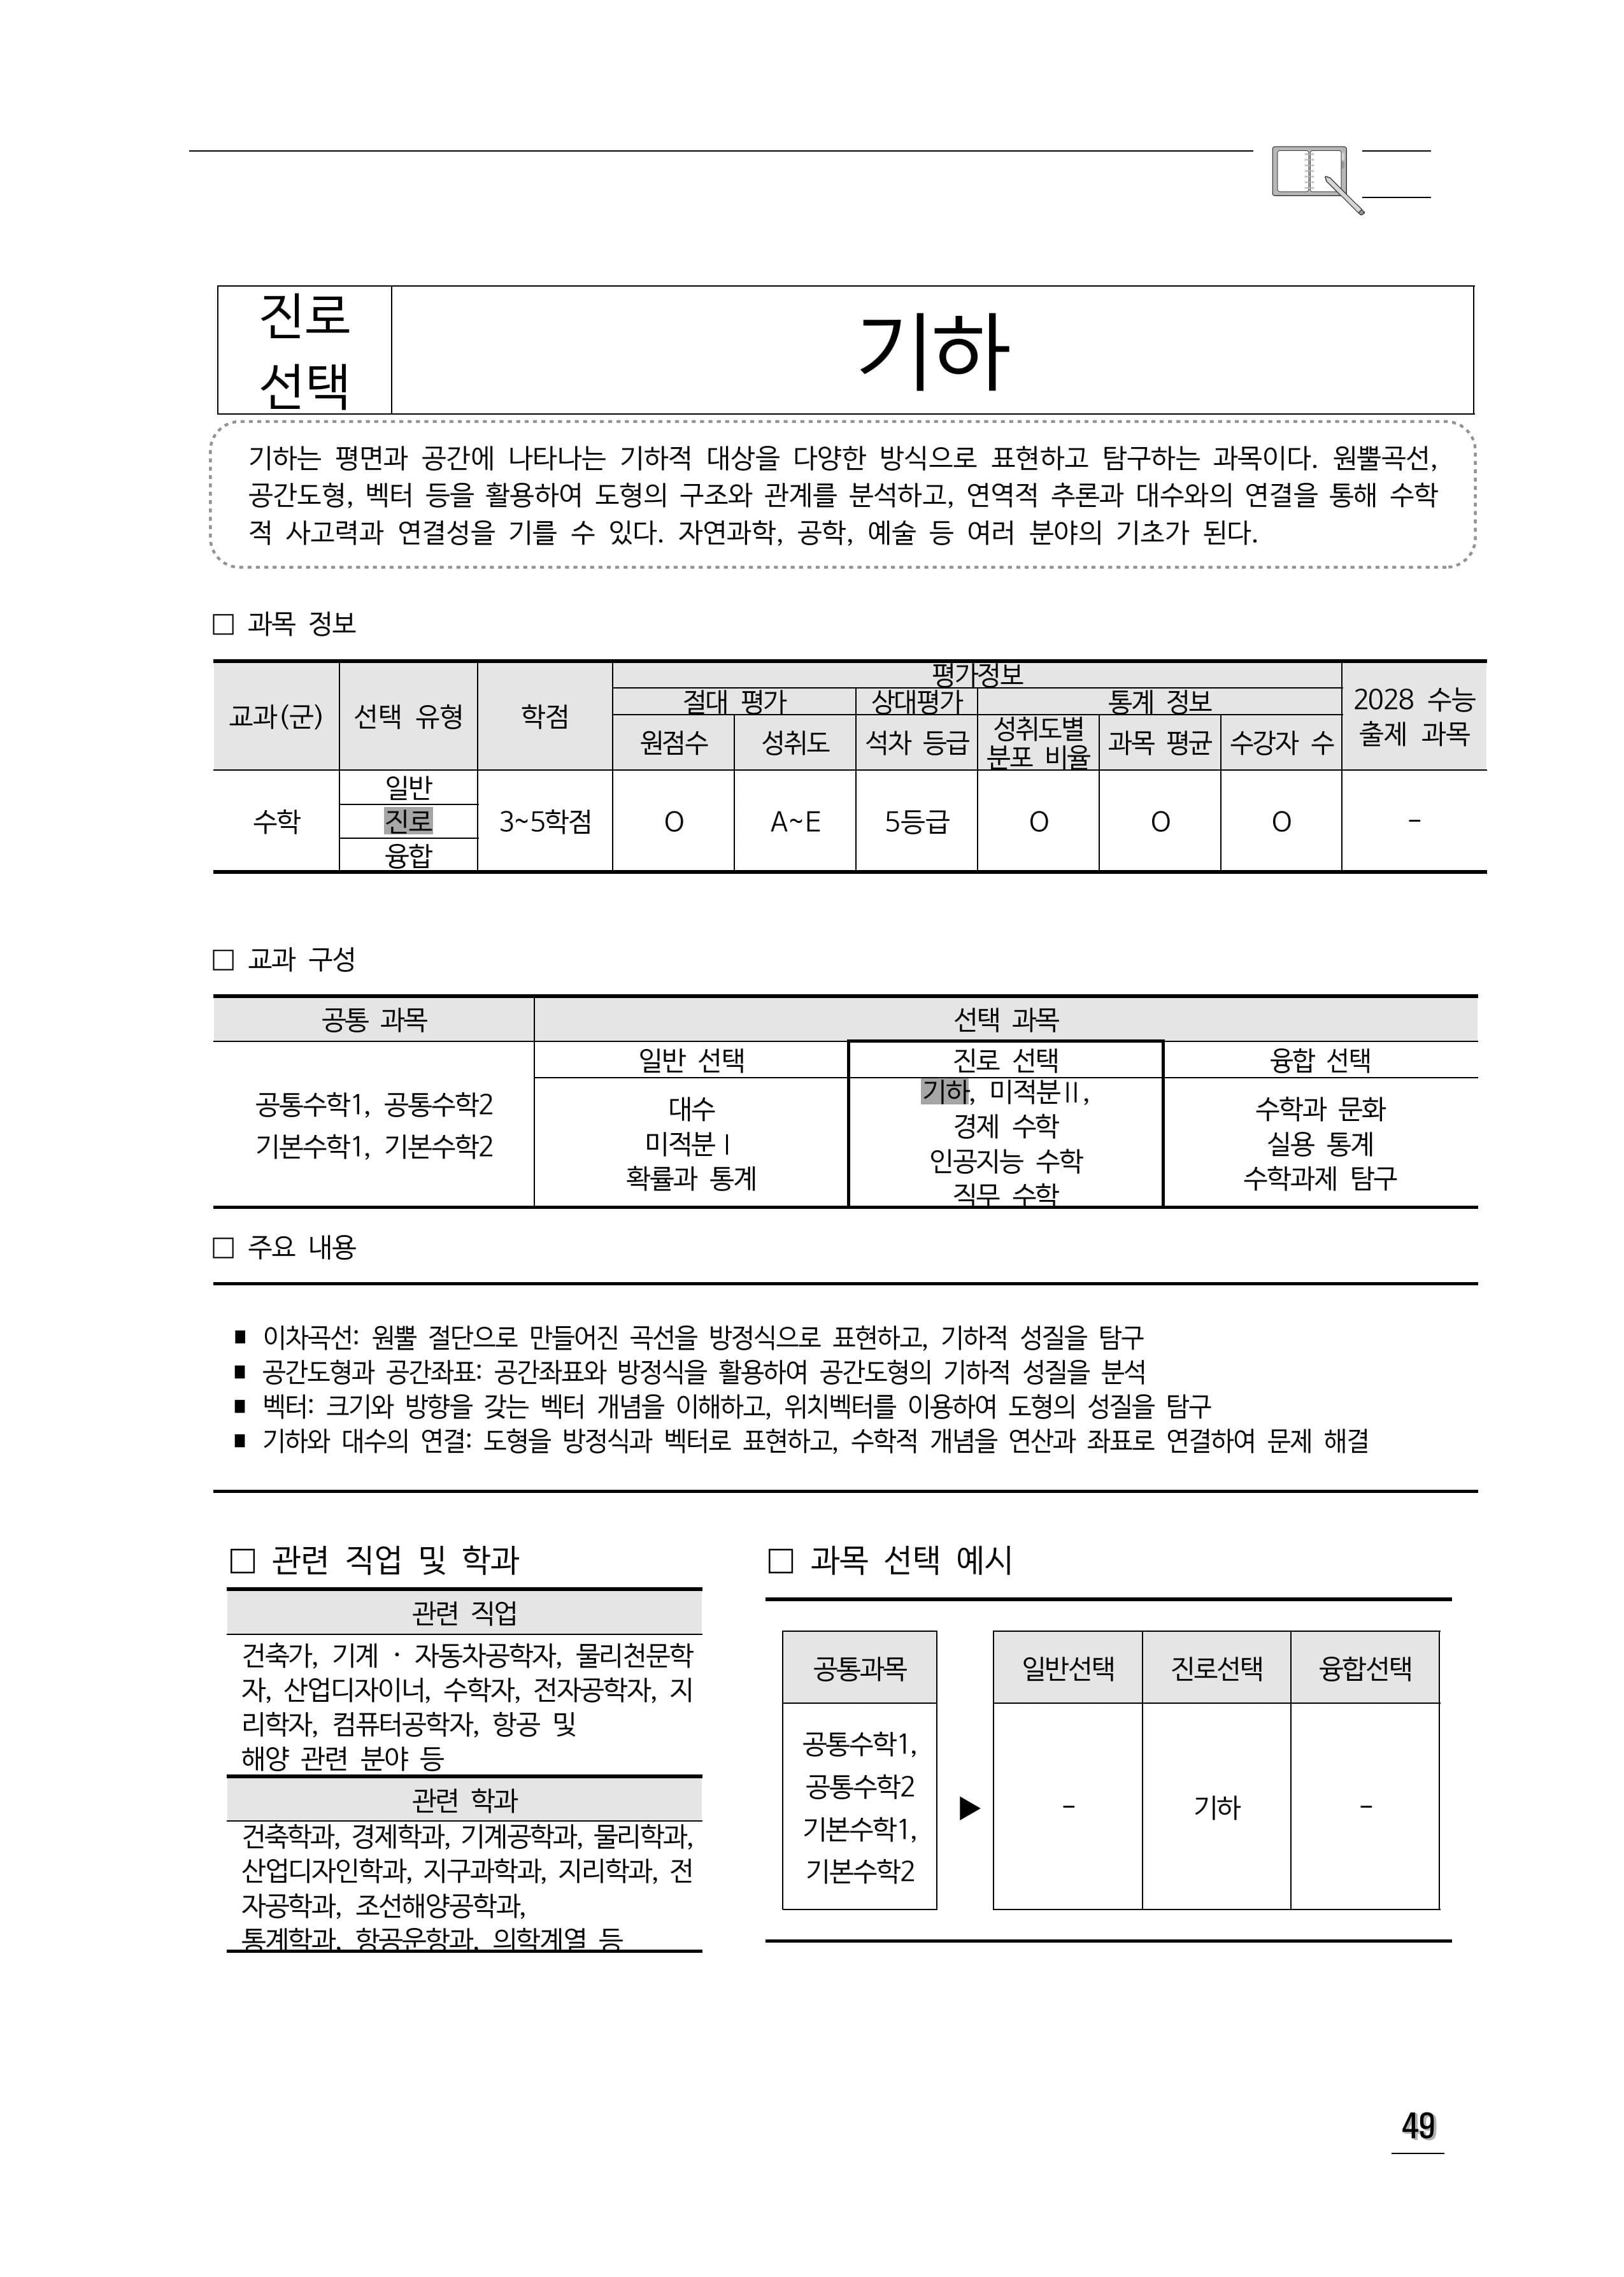 진로
선택
기하
기하는 평면과 공간에 나타나는 기하적 대상을 다양한 방식으로 표현하고 탐구하는 과목이다. 원뿔곡선,
공간도형, 벡터 등을 활용하여 도형의 구조와 관계를 분석하고, 연역적 추론과 대수와의 연결을 통해 수학
적 사고력과 연결성을 기를 수 있다. 자연과학, 공학, 예술 등 여러 분야의 기초가 된다.
□ 과목 정보
교과(군) 선택 유형 학점 평가정보 2028 수능
출제 과목
절대 평가 상대평가 통계 정보
원점수 성취도 석차 등급 성취도별
분포 비율 과목 평균 수강자 수
수학 일반
진로
융합
3~5학점 O A~E 5등급 O O O -
□ 교과 구성
공통 과목 선택 과목
일반 선택 진로 선택 융합 선택
공통수학1, 공통수학2
기본수학1, 기본수학2
대수
미적분Ⅰ
확률과 통계
기하, 미적분Ⅱ,
경제 수학
인공지능 수학
직무 수학
수학과 문화
실용 통계
수학과제 탐구
□ 주요 내용
■ 이차곡선: 원뿔 절단으로 만들어진 곡선을 방정식으로 표현하고, 기하적 성질을 탐구
■ 공간도형과 공간좌표: 공간좌표와 방정식을 활용하여 공간도형의 기하적 성질을 분석
■ 벡터: 크기와 방향을 갖는 벡터 개념을 이해하고, 위치벡터를 이용하여 도형의 성질을 탐구
■ 기하와 대수의 연결: 도형을 방정식과 벡터로 표현하고, 수학적 개념을 연산과 좌표로 연결하여 문제 해결
□ 관련 직업 및 학과
관련 직업
건축가, 기계 · 자동차공학자, 물리천문학
자, 산업디자이너, 수학자, 전자공학자, 지
리학자, 컴퓨터공학자, 항공 및
해양 관련 분야 등
관련 학과
건축학과, 경제학과, 기계공학과, 물리학과,
산업디자인학과, 지구과학과, 지리학과, 전
자공학과, 조선해양공학과,
통계학과, 항공운항과, 의학계열 등
□ 과목 선택 예시
공통과목
공통수학1,
공통수학2
기본수학1,
기본수학2
▶
일반선택 진로선택 융합선택
- 기하 -
49